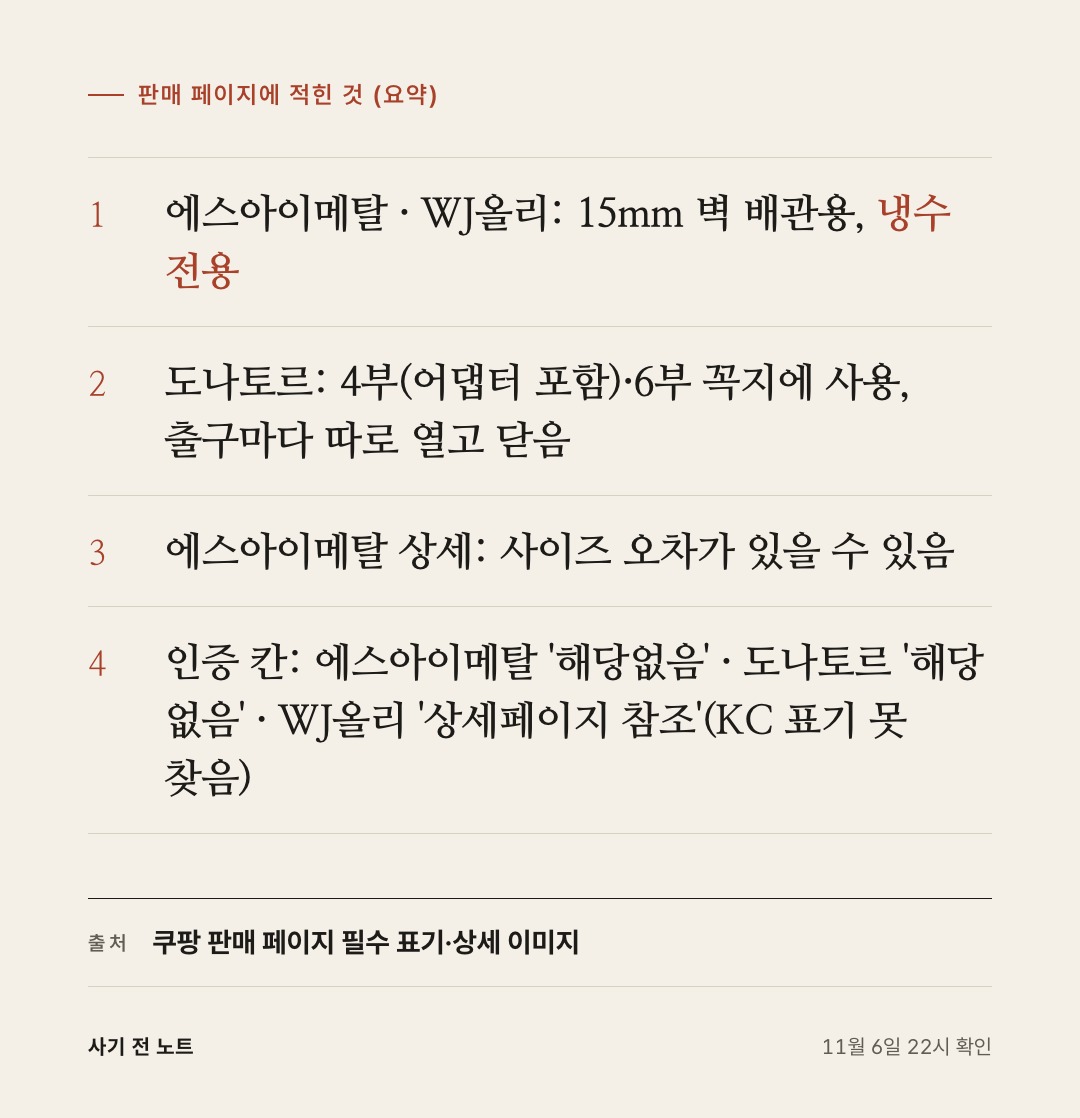 판매 페이지에 적힌 것 (요약)
1 에스아이메탈 · WJ올리: 15mm 벽 배관용, 냉수
전용
2 도나토르: 4부(어댑터 포함)·6부 꼭지에 사용,
출구마다 따로 열고 닫음
3 에스아이메탈 상세: 사이즈 오차가 있을 수 있음
4 인증 칸: 에스아이메탈 '해당없음' · 도나토르 '해당
없음' · WJ올리 '상세페이지 참조'(KC 표기 못
찾음)
출처 쿠팡 판매 페이지 필수 표기·상세 이미지
사기 전 노트
11월 6일 22시 확인